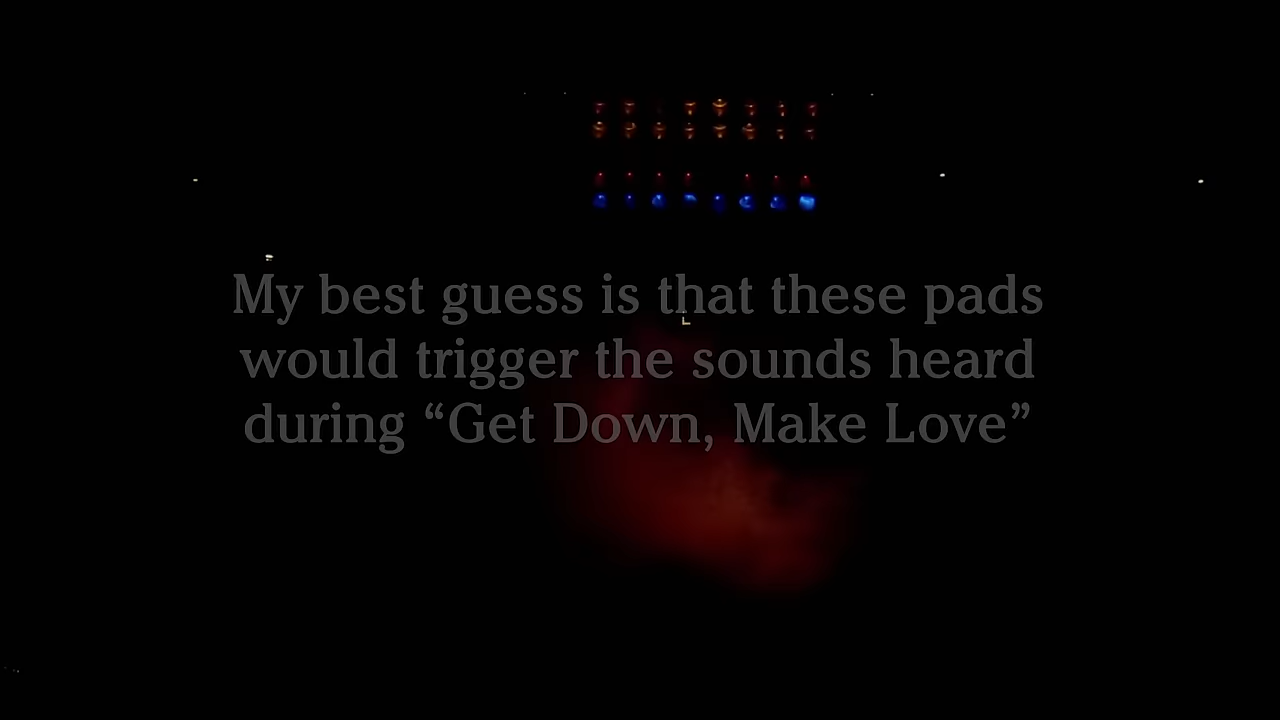 My best guess is that these pads
would trigger the sounds heard
during “Get Down, Make Love”